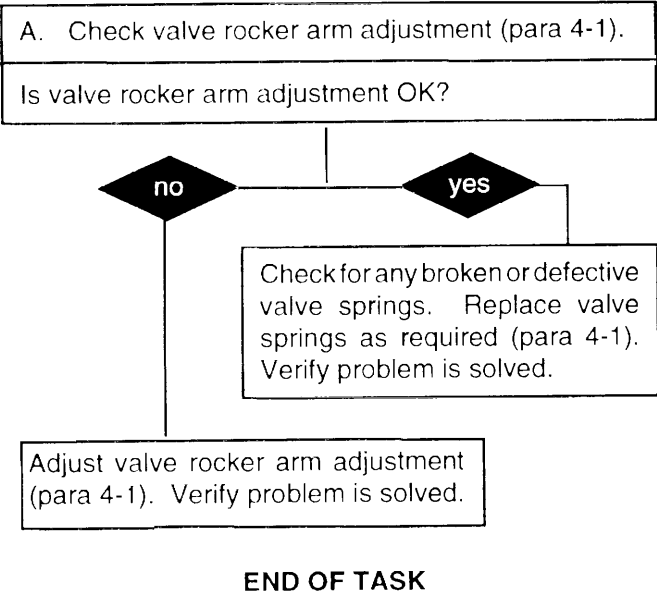 A. Check valve rocker arm adjustment (para 4-1).
Is valve rocker arm adjustment OK?
no
yes
Check for any broken or defective
valve springs. Replace valve
springs as required (para 4-1).
Verify problem is solved.
Adjust valve rocker arm adjustment
(para 4-1). Verify problem is solved.
END OF TASK